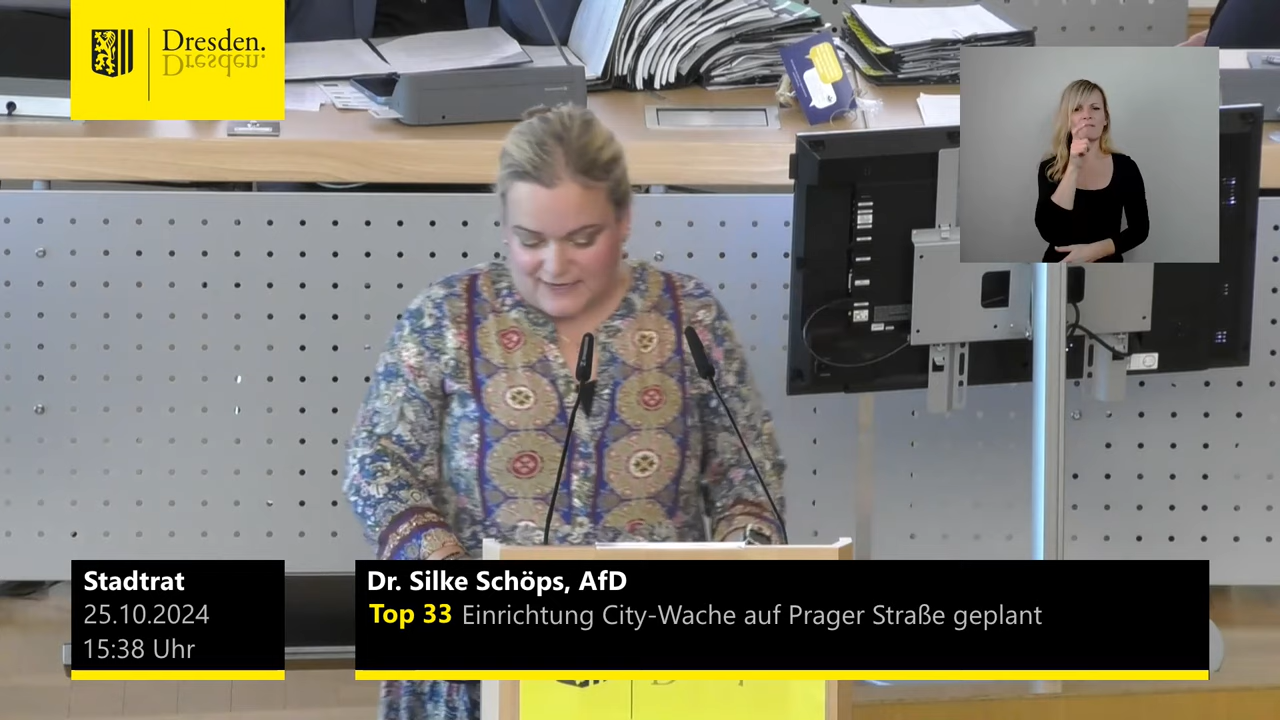 Dresden.
Dresden.
Stadtrat
25.10.2024
15:38 Uhr
Dr. Silke Schöps, AfD
Top 33 Einrichtung City-Wache auf Prager Straße geplant